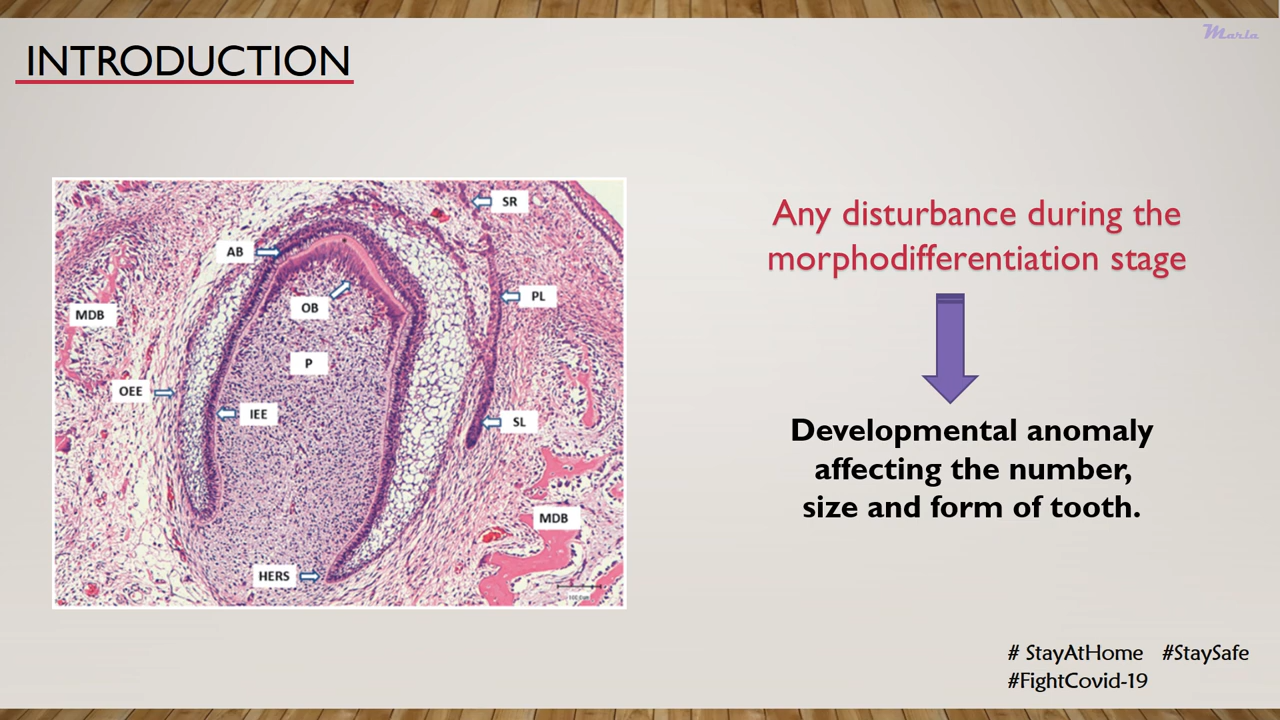 Marla
INTRODUCTION
SR
AB
PL
OB
MDB
P
OEE
IEE
SL
MDB
HERS
Any disturbance during the
morphodifferentiation stage
Developmental anomaly
affecting the number,
size and form of tooth.
# StayAtHome #StaySafe
#FightCovid-19